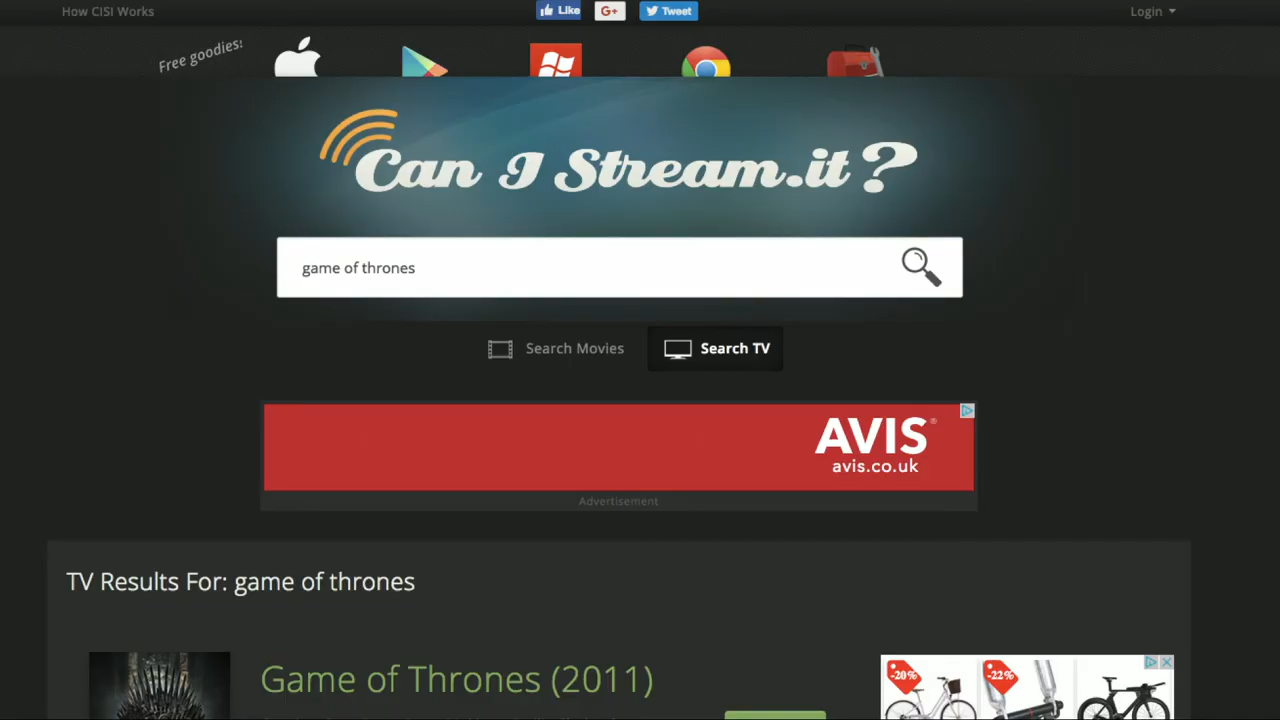 How CISI Works
Like
G+
Tweet
Login
Free goodies!
Can I Stream.it?
game of thrones
Search Movies
Search TV
AVIS®
avis.co.uk
Advertisement
TV Results For: game of thrones
Game of Thrones (2011)
-20%
-22%